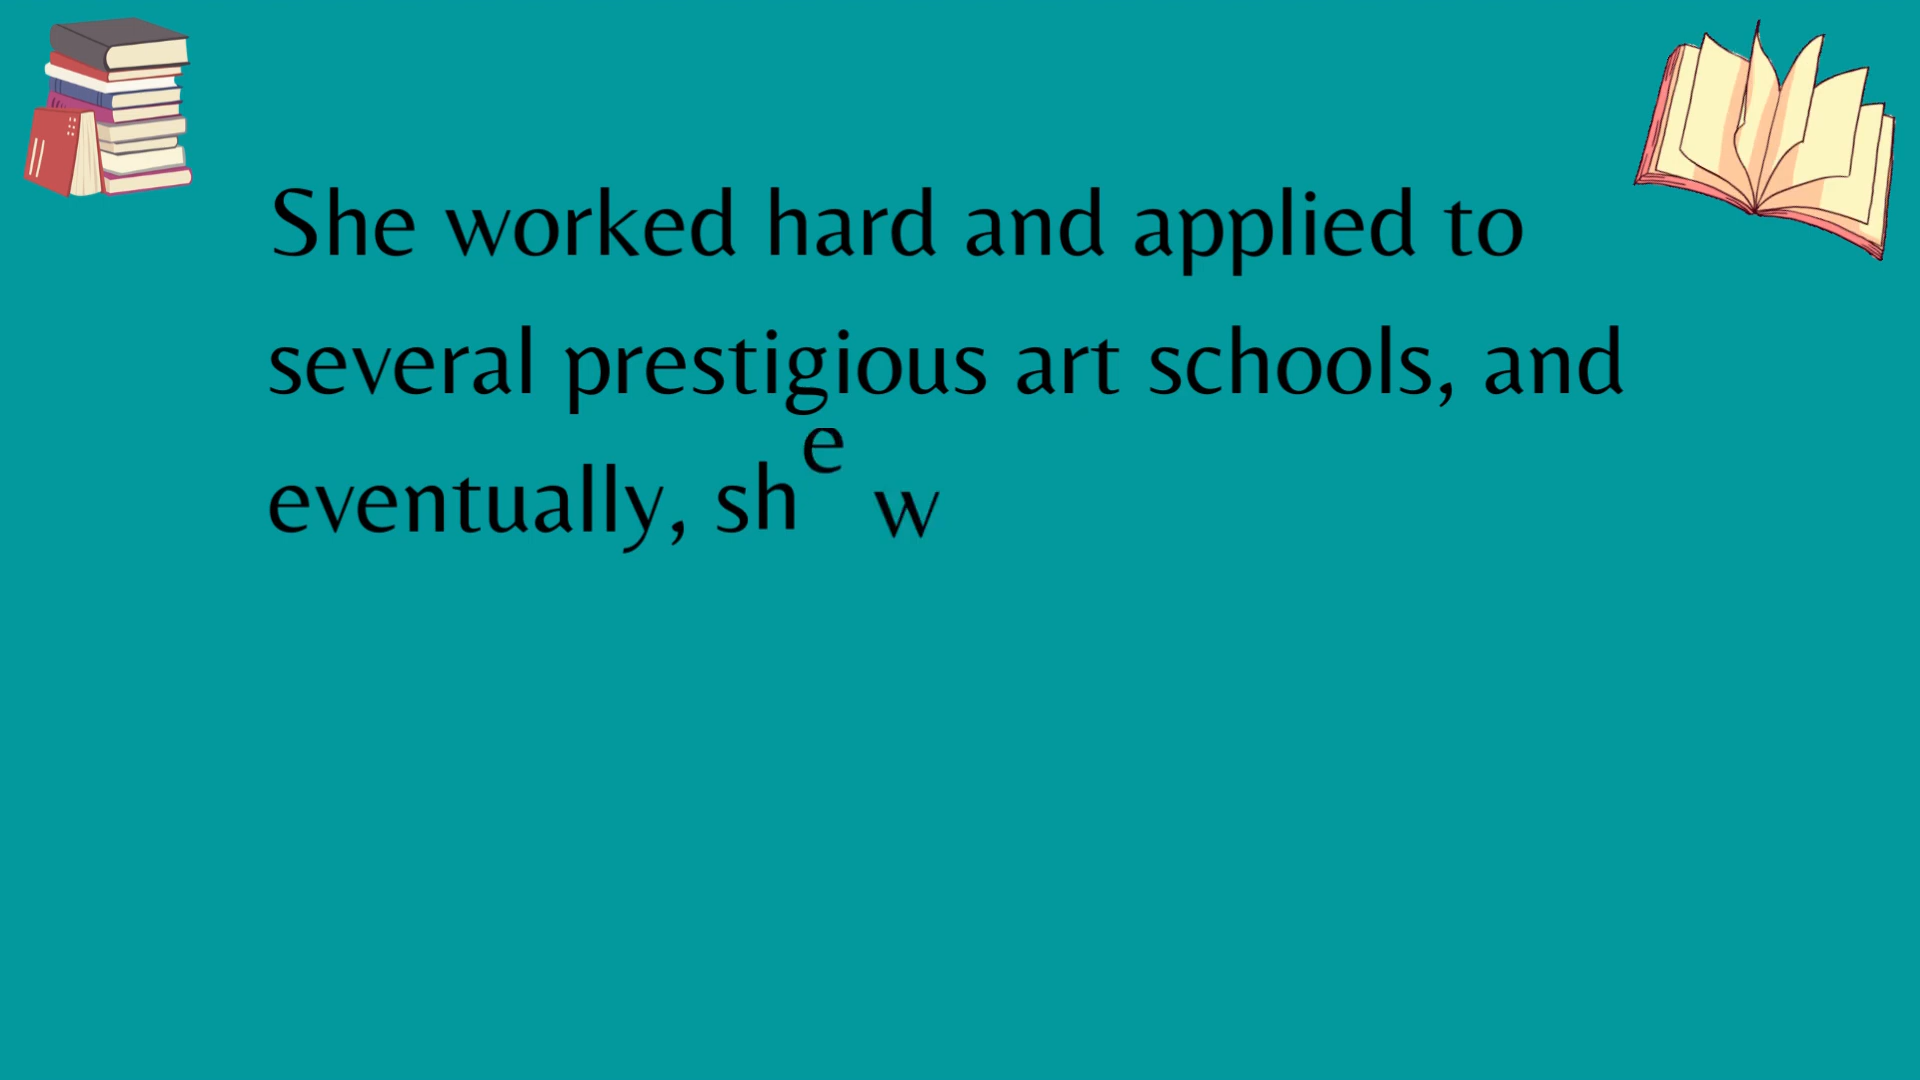 She worked hard and applied to
several prestigious art schools, and
eventually, she w